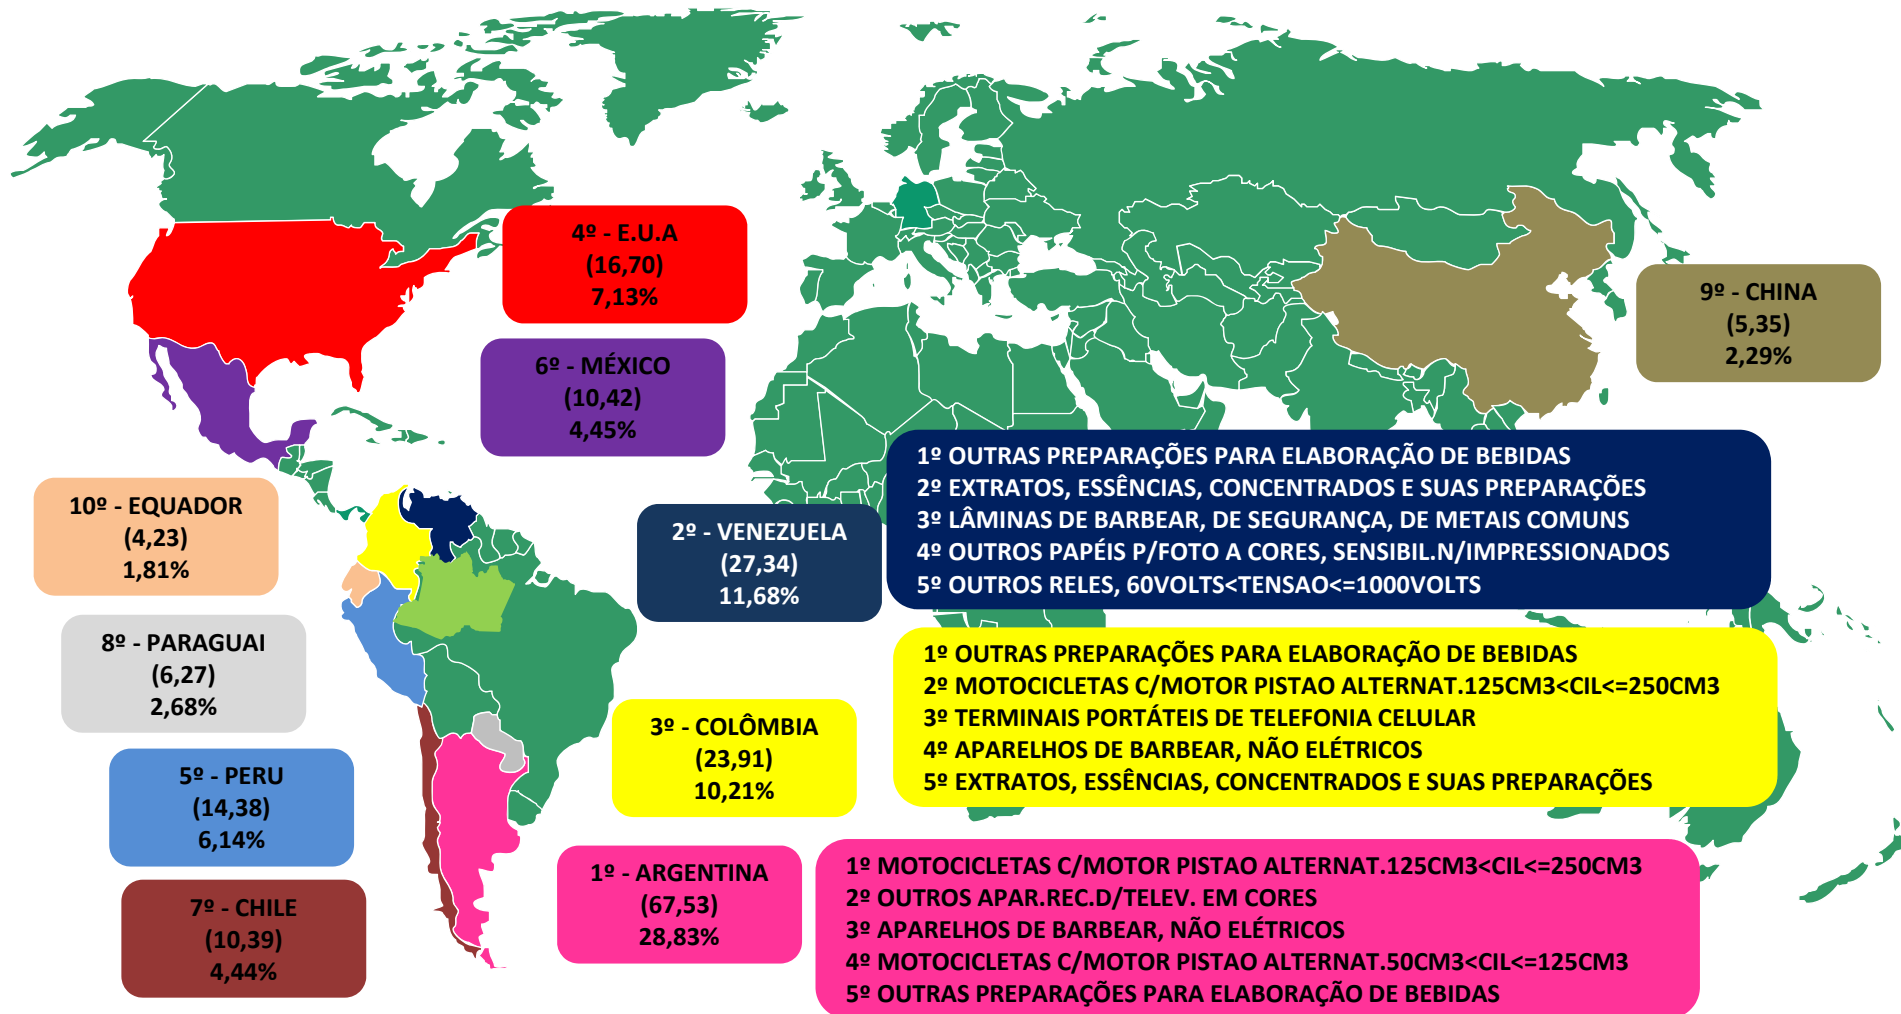 4º - E.U.A
(16,70)
7,13%
6º - MÉXICO
(10,42)
4,45%
9º - CHINA
(5,35)
2,29%
10º - EQUADOR
(4,23)
1,81%
8º - PARAGUAI
(6,27)
2,68%
5º - PERU
(14,38)
6,14%
7º - CHILE
(10,39)
4,44%
2º - VENEZUELA
(27,34)
11,68%
1º OUTRAS PREPARAÇÕES PARA ELABORAÇÃO DE BEBIDAS
2º EXTRATOS, ESSÊNCIAS, CONCENTRADOS E SUAS PREPARAÇÕES
3º LÂMINAS DE BARBEAR, DE SEGURANÇA, DE METAIS COMUNS
4º OUTROS PAPÉIS P/FOTO A CORES, SENSIBIL.N/IMPRESSIONADOS
5º OUTROS RELES, 60VOLTS<TENSAO<=1000VOLTS
3º - COLÔMBIA
(23,91)
10,21%
1º OUTRAS PREPARAÇÕES PARA ELABORAÇÃO DE BEBIDAS
2º MOTOCICLETAS C/MOTOR PISTAO ALTERNAT.125CM3<CIL<=250CM3
3º TERMINAIS PORTÁTEIS DE TELEFONIA CELULAR
4º APARELHOS DE BARBEAR, NÃO ELÉTRICOS
5º EXTRATOS, ESSÊNCIAS, CONCENTRADOS E SUAS PREPARAÇÕES
1º - ARGENTINA
(67,53)
28,83%
1º MOTOCICLETAS C/MOTOR PISTAO ALTERNAT.125CM3<CIL<=250CM3
2º OUTROS APAR.REC.D/TELEV. EM CORES
3º APARELHOS DE BARBEAR, NÃO ELÉTRICOS
4º MOTOCICLETAS C/MOTOR PISTAO ALTERNAT.50CM3<CIL<=125CM3
5º OUTRAS PREPARAÇÕES PARA ELABORAÇÃO DE BEBIDAS